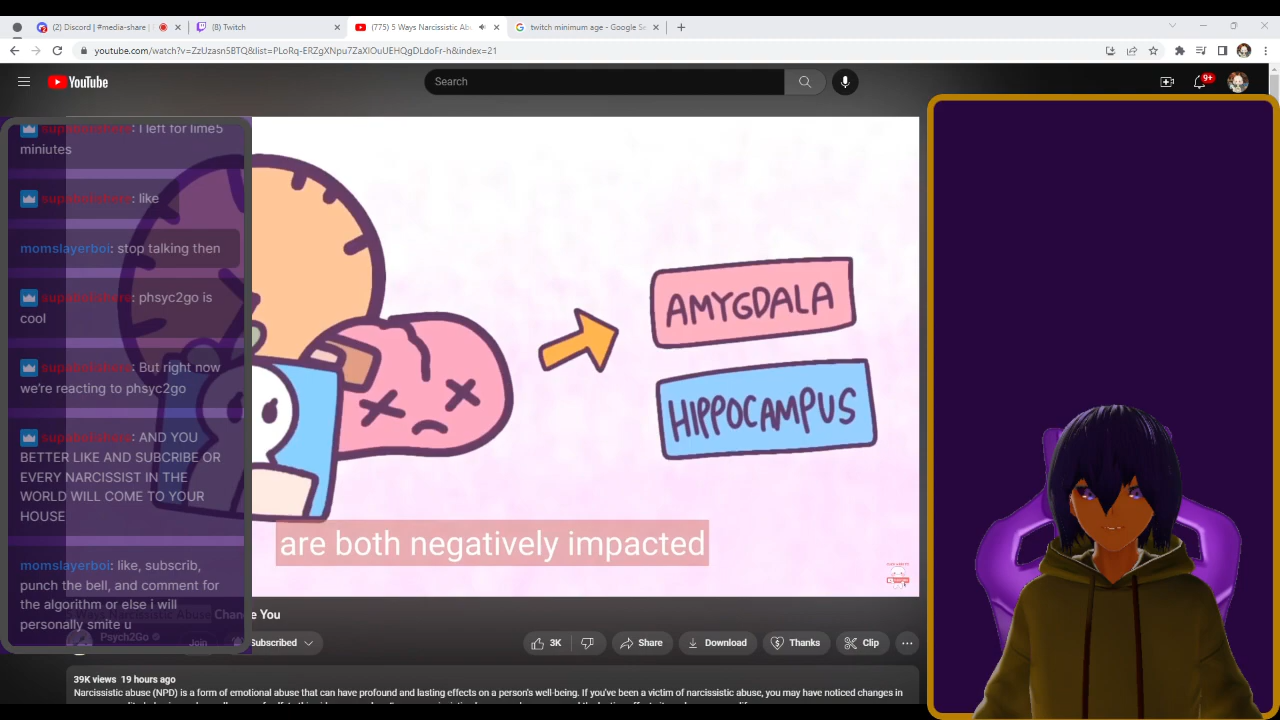 (2) Discord | #media-share |
(8) Twitch
(775) 5 Ways Narcissistic Abu
twitch minimum age - Google Se
youtube.com/watch?v=ZzUzasn5BTQ&list=PLoRq-ERZgXNpu7ZaXlOuUEHQgDLdoFr-h&index=21
YouTube
Search
9+
: I left for lime5
miniutes
: like
momslayerboi: stop talking then
: phsyc2go is
cool
: But right now
we're reacting to phsyc2go
: AND YOU
BETTER LIKE AND SUBCRIBE OR
EVERY NARCISSIST IN THE
WORLD WILL COME TO YOUR
HOUSE
momslayerboi: like, subscrib,
punch the bell, and comment for
the algorithm or else i will
personally smite u
AMYGDALA
HIPPOCAMPUS
are both negatively impacted
5 Ways Narcissistic Abuse Change You
Psych2Go
Join
Subscribed
3K
Share
Download
Thanks
Clip
39K views 19 hours ago
Narcissistic abuse (NPD) is a form of emotional abuse that can have profound and lasting effects on a person's well-being. If you've been a victim of narcissistic abuse, you may have noticed changes in